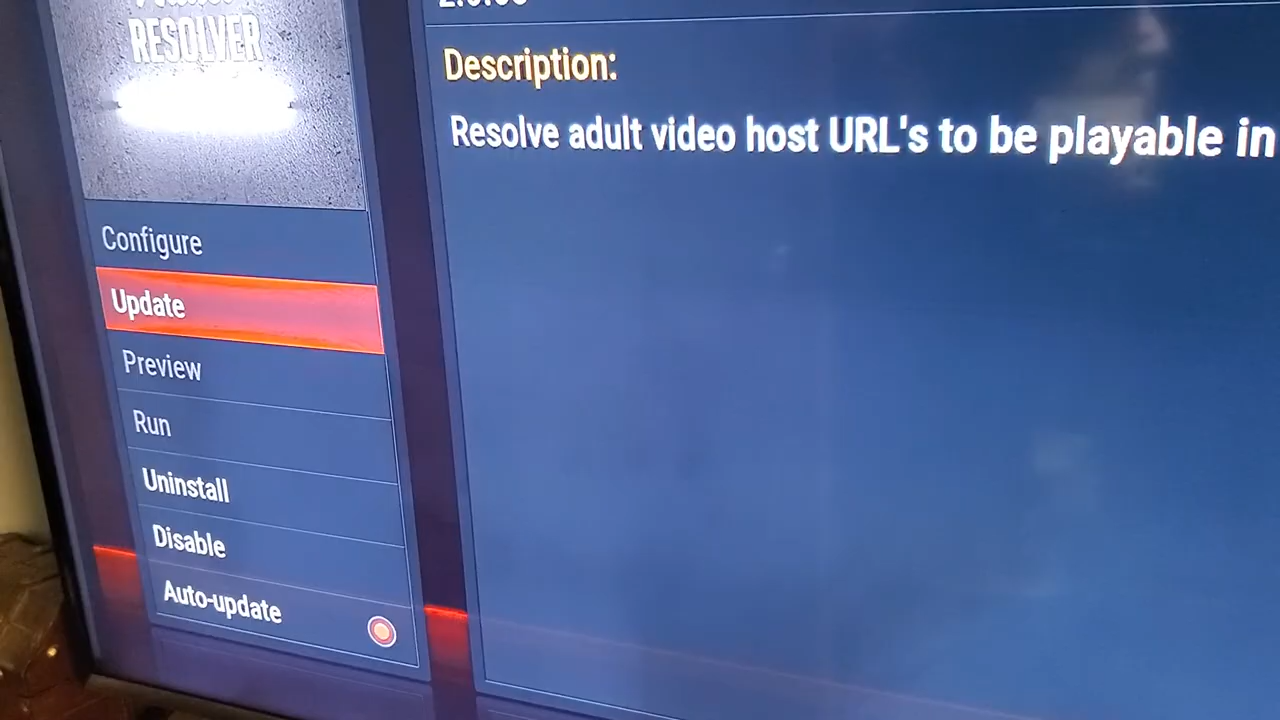 RESOLVER
Description:
Resolve adult video host URL's to be playable in
Configure
Update
Preview
Run
Uninstall
Disable
Auto-update